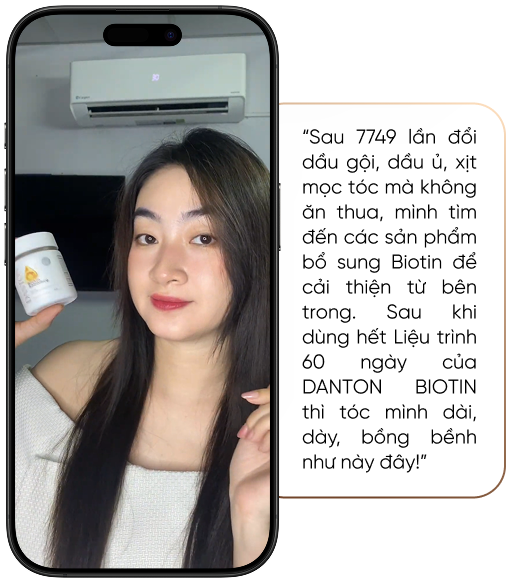 “Sau 7749 lần đổi
dầu gội, dầu ủ, xịt
mọc tóc mà không
ăn thua, mình tìm
đến các sản phẩm
bổ sung Biotin để
cải thiện từ bên
trong. Sau khi
dùng hết Liệu trình
60 ngày của
DANTON BIOTIN
thì tóc mình dài,
dày, bồng bềnh
như này đây!”